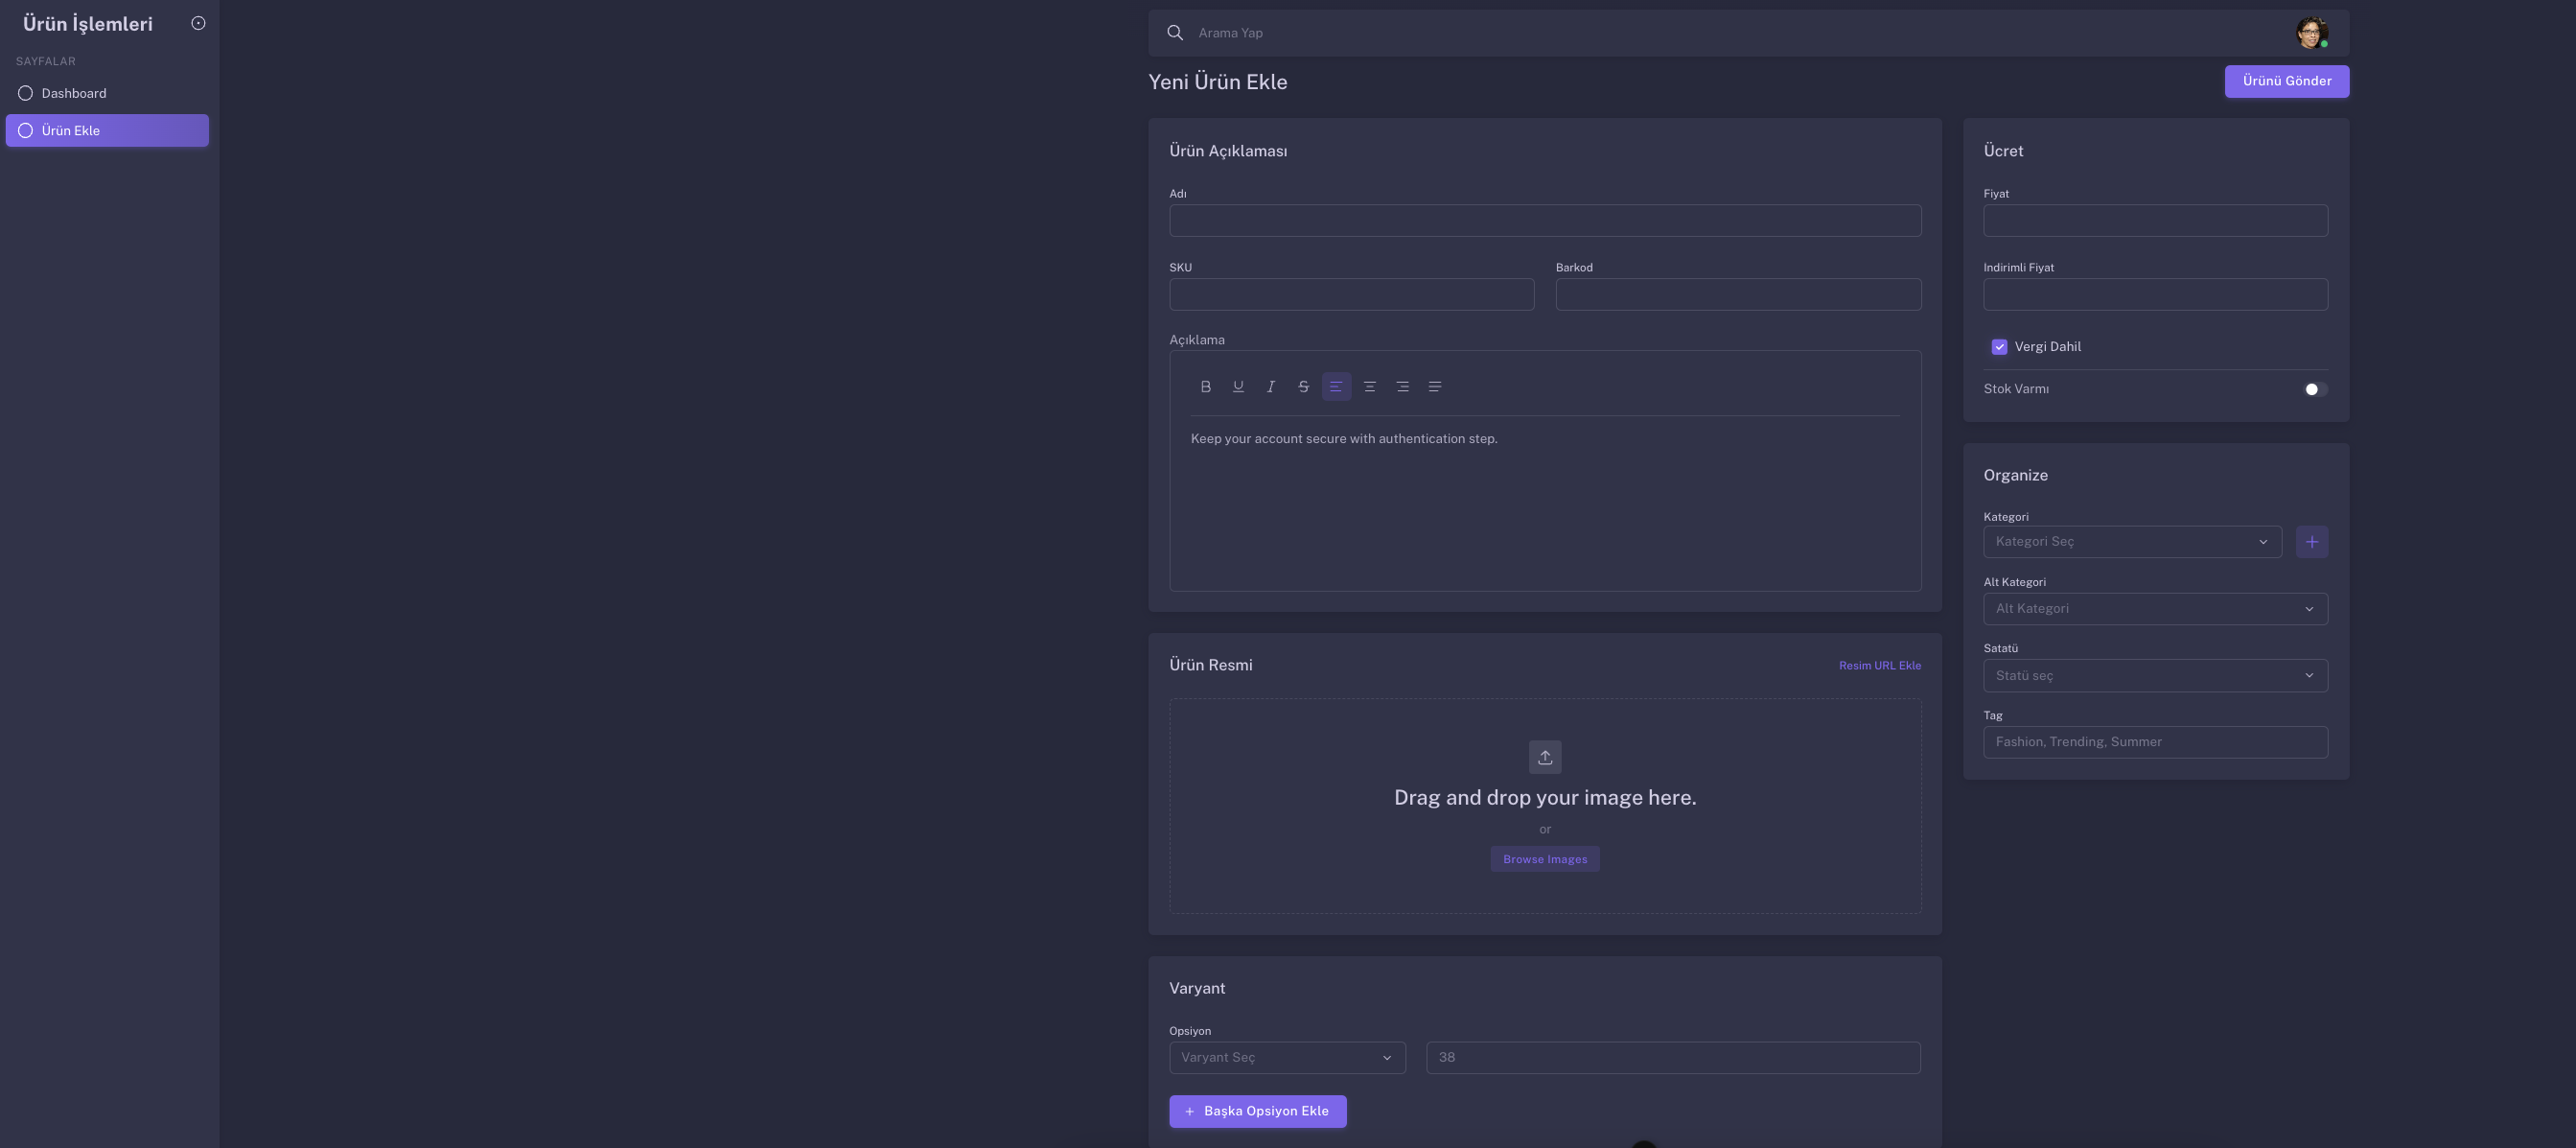 Ürün İşlemleri
SAYFALAR
Dashboard
Ürün Ekle
Arama Yap
Yeni Ürün Ekle
Ürünü Gönder
Ürün Açıklaması
Adı
SKU
Barkod
Açıklama
B U I S
Keep your account secure with authentication step.
Ürün Resmi
Resim URL Ekle
Drag and drop your image here.
or
Browse Images
Varyant
Opsiyon
Varyant Seç
38
+ Başka Opsiyon Ekle
Ücret
Fiyat
Indirimli Fiyat
Vergi Dahil
Stok Varmı
Organize
Kategori
Kategori Seç
Alt Kategori
Alt Kategori
Satatü
Statü seç
Tag
Fashion, Trending, Summer